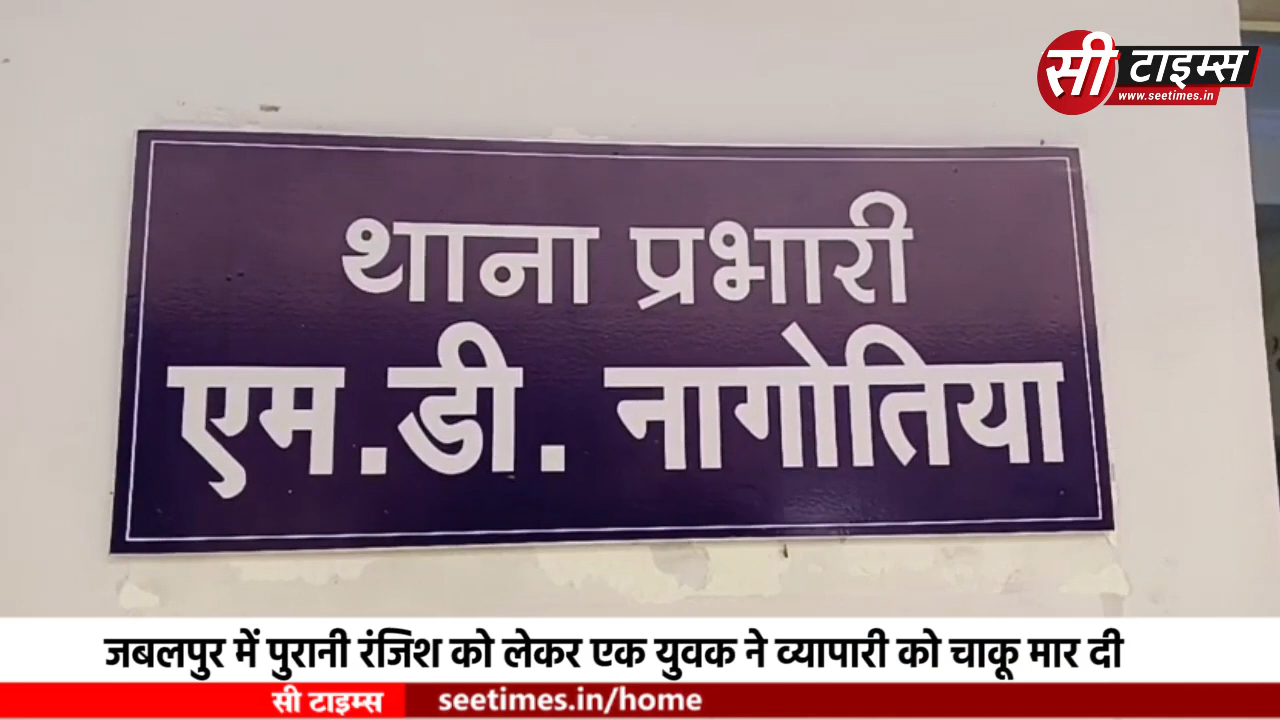 सी टाइम्स
www.seetimes.in
थाना प्रभारी
एम.डी. नागोतिया
जबलपुर में पुरानी रंजिश को लेकर एक युवक ने व्यापारी को चाकू मार दी
सी टाइम्स seetimes.in/home